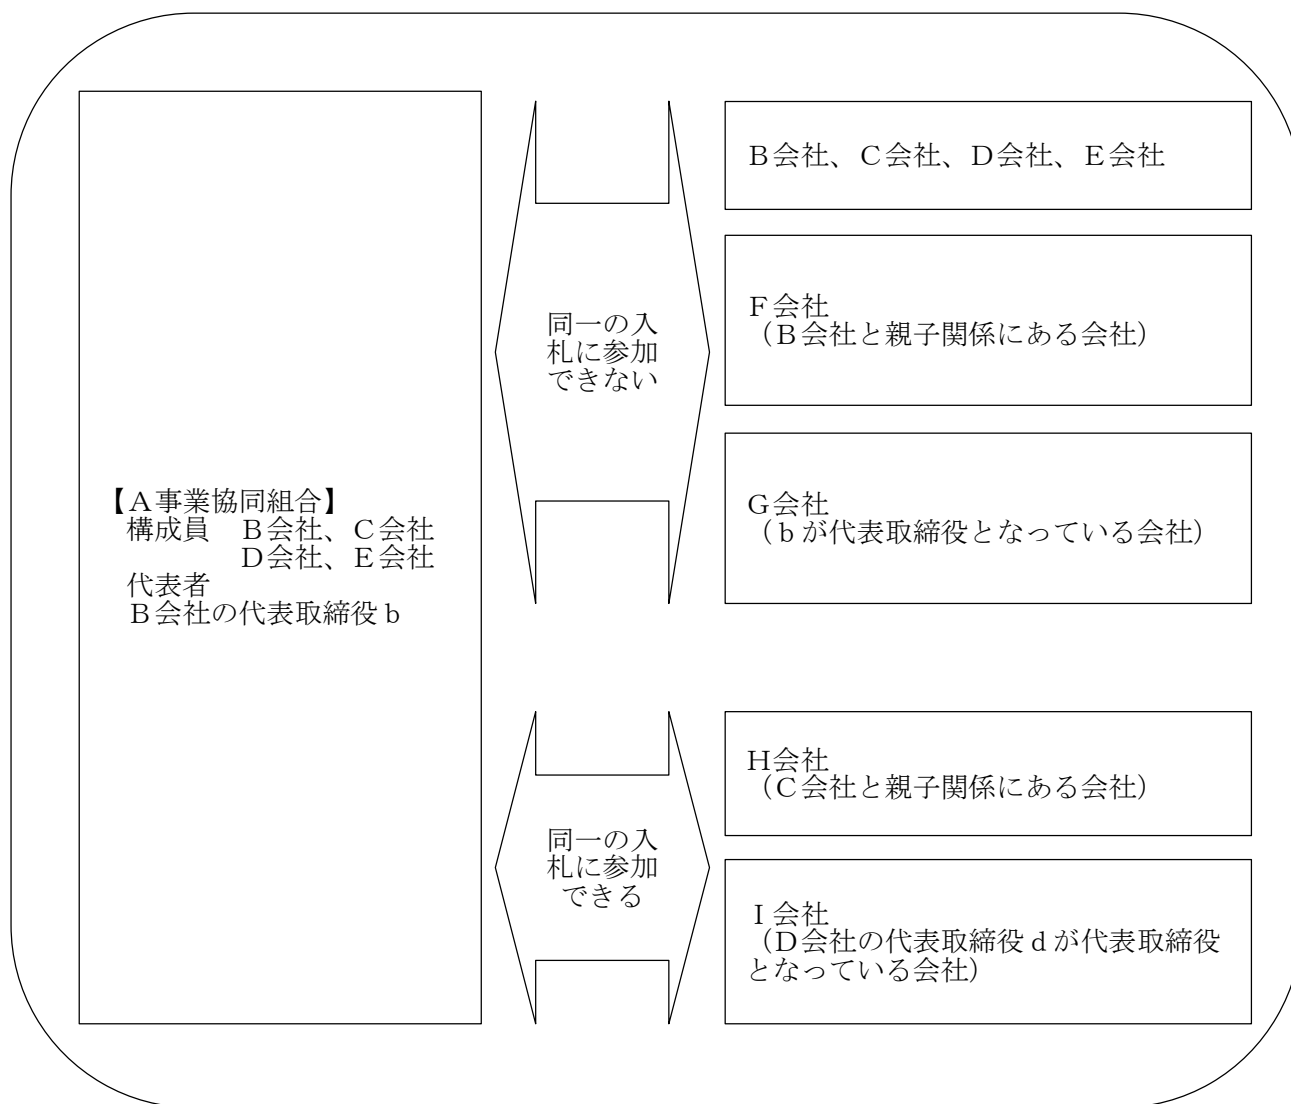 【Ａ事業協同組合】
構成員　Ｂ会社、Ｃ会社
Ｄ会社、Ｅ会社
代表者
Ｂ会社の代表取締役ｂ
同一の入
札に参加
できない
Ｂ会社、Ｃ会社、Ｄ会社、Ｅ会社
Ｆ会社
（Ｂ会社と親子関係にある会社）
Ｇ会社
（ｂが代表取締役となっている会社）
同一の入
札に参加
できる
Ｈ会社
（Ｃ会社と親子関係にある会社）
Ｉ会社
（Ｄ会社の代表取締役ｄが代表取締役
となっている会社）